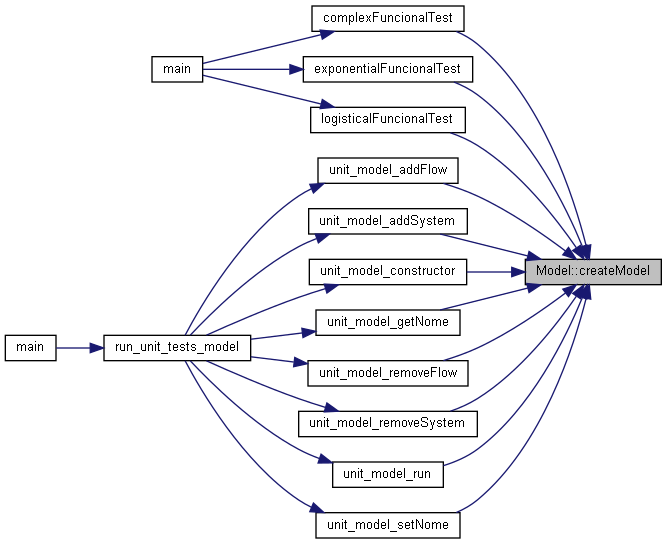 complexFuncionalTest
main
exponentialFuncionalTest
logisticalFuncionalTest
unit_model_addFlow
unit_model_addSystem
unit_model_constructor
Model::createModel
unit_model_getNome
main
run_unit_tests_model
unit_model_removeFlow
unit_model_removeSystem
unit_model_run
unit_model_setNome